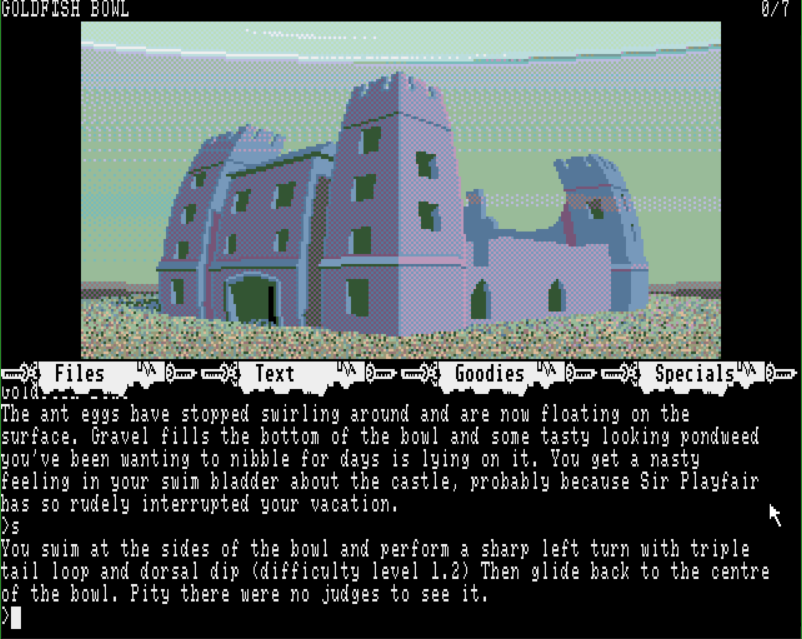 GOLDFISH BOWL 0/7
Files Text Goodies Specials
The ant eggs have stopped swirling around and are now floating on the
surface. Gravel fills the bottom of the bowl and some tasty looking pondweed
you've been wanting to nibble for days is lying on it. You get a nasty
feeling in your swim bladder about the castle, probably because Sir Playfair
has so rudely interrupted your vacation.
>s
You swim at the sides of the bowl and perform a sharp left turn with triple
tail loop and dorsal dip (difficulty level 1.2) Then glide back to the centre
of the bowl. Pity there were no judges to see it.
>